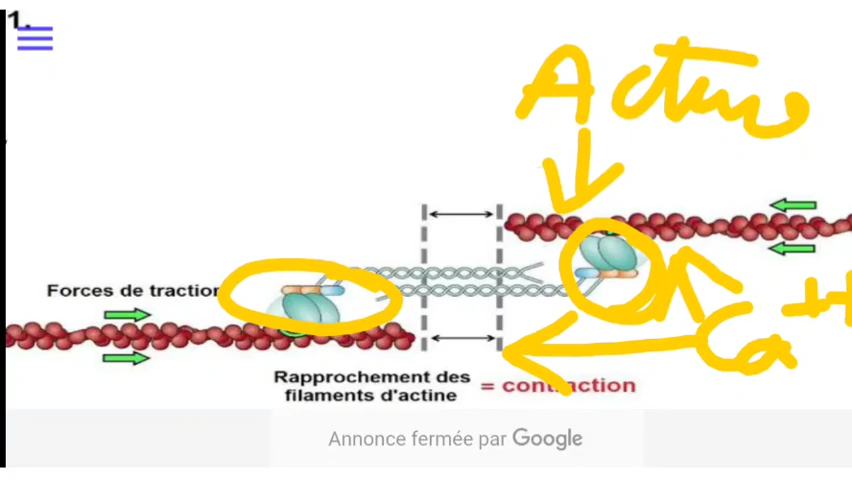 1.
Actine
Forces de traction
Ca++
Rapprochement des
filaments d'actine
= contraction
Annonce fermée par Google